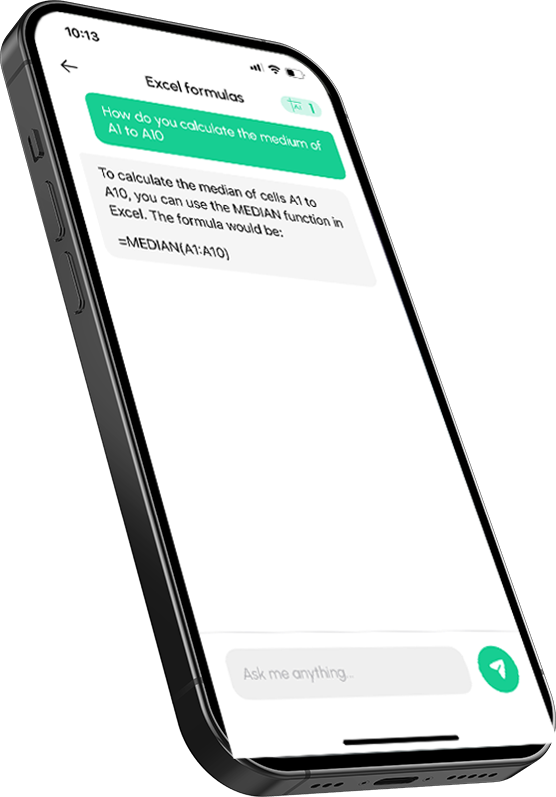 10:13
Excel formulas
1
How do you calculate the medium of
A1 to A10
To calculate the median of cells A1 to
A10, you can use the MEDIAN function in
Excel. The formula would be:
=MEDIAN(A1:A10)
Ask me anything...